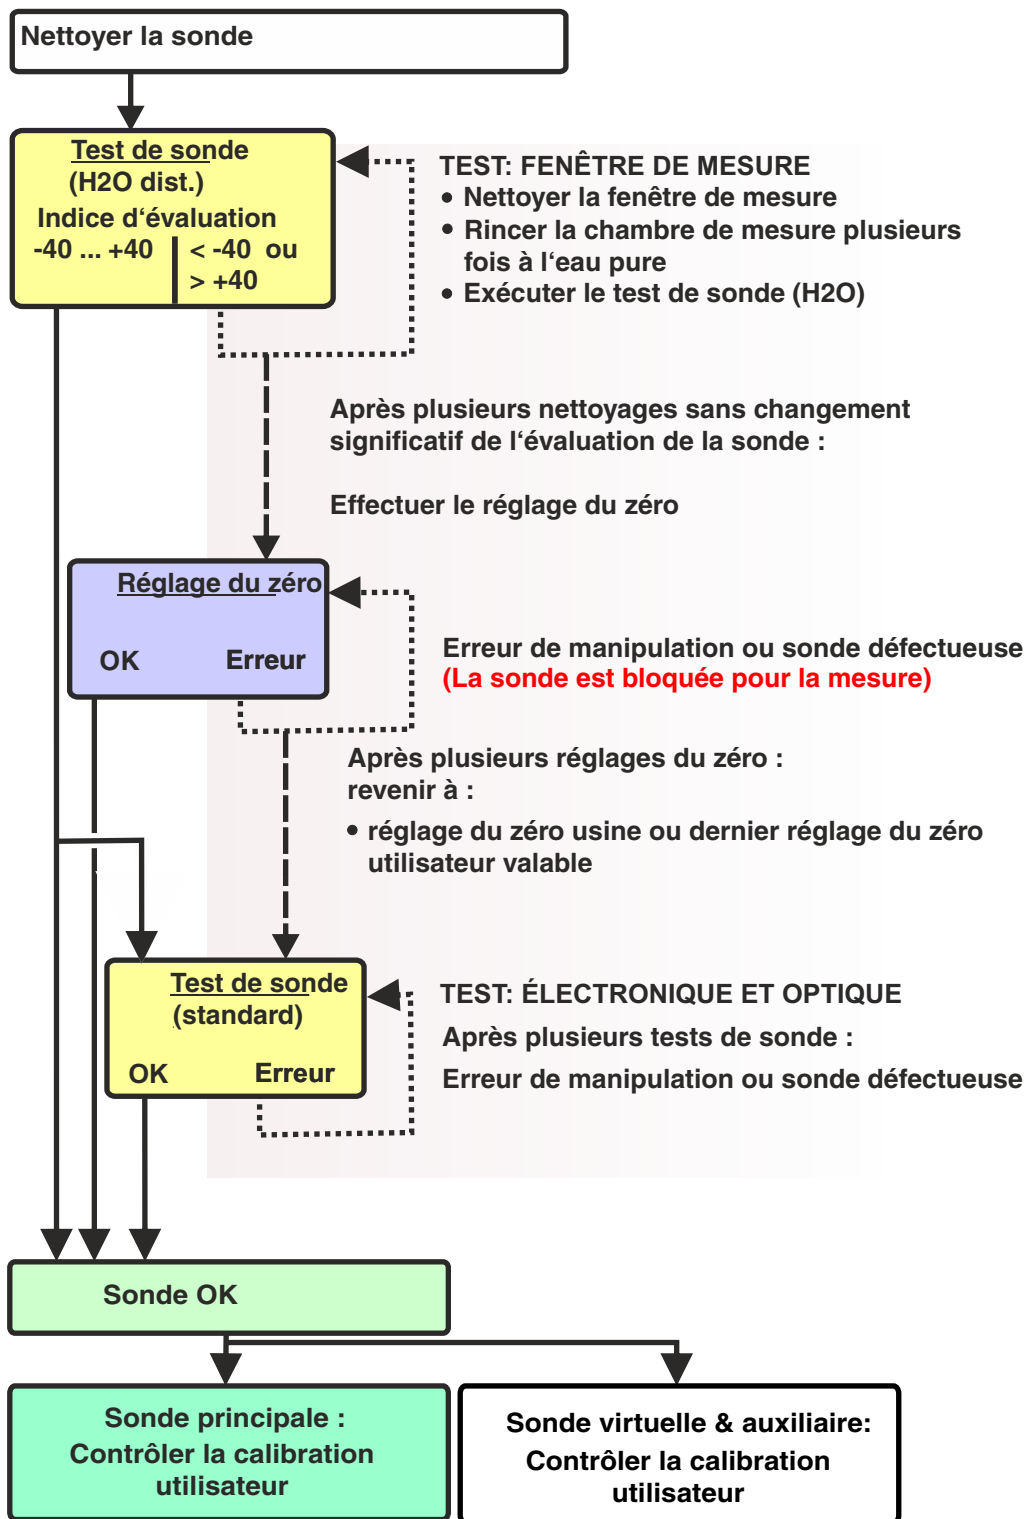 Nettoyer la sonde
Test de sonde
(H2O dist.)
Indice d‘évaluation
-40 ... +40
< -40 ou
> +40
TEST: FENÊTRE DE MESURE
• Nettoyer la fenêtre de mesure
• Rincer la chambre de mesure plusieurs
fois à l‘eau pure
• Exécuter le test de sonde (H2O)
Après plusieurs nettoyages sans changement
significatif de l‘évaluation de la sonde :
Effectuer le réglage du zéro
Réglage du zéro
OK Erreur
Erreur de manipulation ou sonde défectueuse
(La sonde est bloquée pour la mesure)
Après plusieurs réglages du zéro :
revenir à :
• réglage du zéro usine ou dernier réglage du zéro
utilisateur valable
Test de sonde
(standard)
OK Erreur
TEST: ÉLECTRONIQUE ET OPTIQUE
Après plusieurs tests de sonde :
Erreur de manipulation ou sonde défectueuse
Sonde OK
Sonde principale :
Contrôler la calibration
utilisateur
Sonde virtuelle & auxiliaire:
Contrôler la calibration
utilisateur